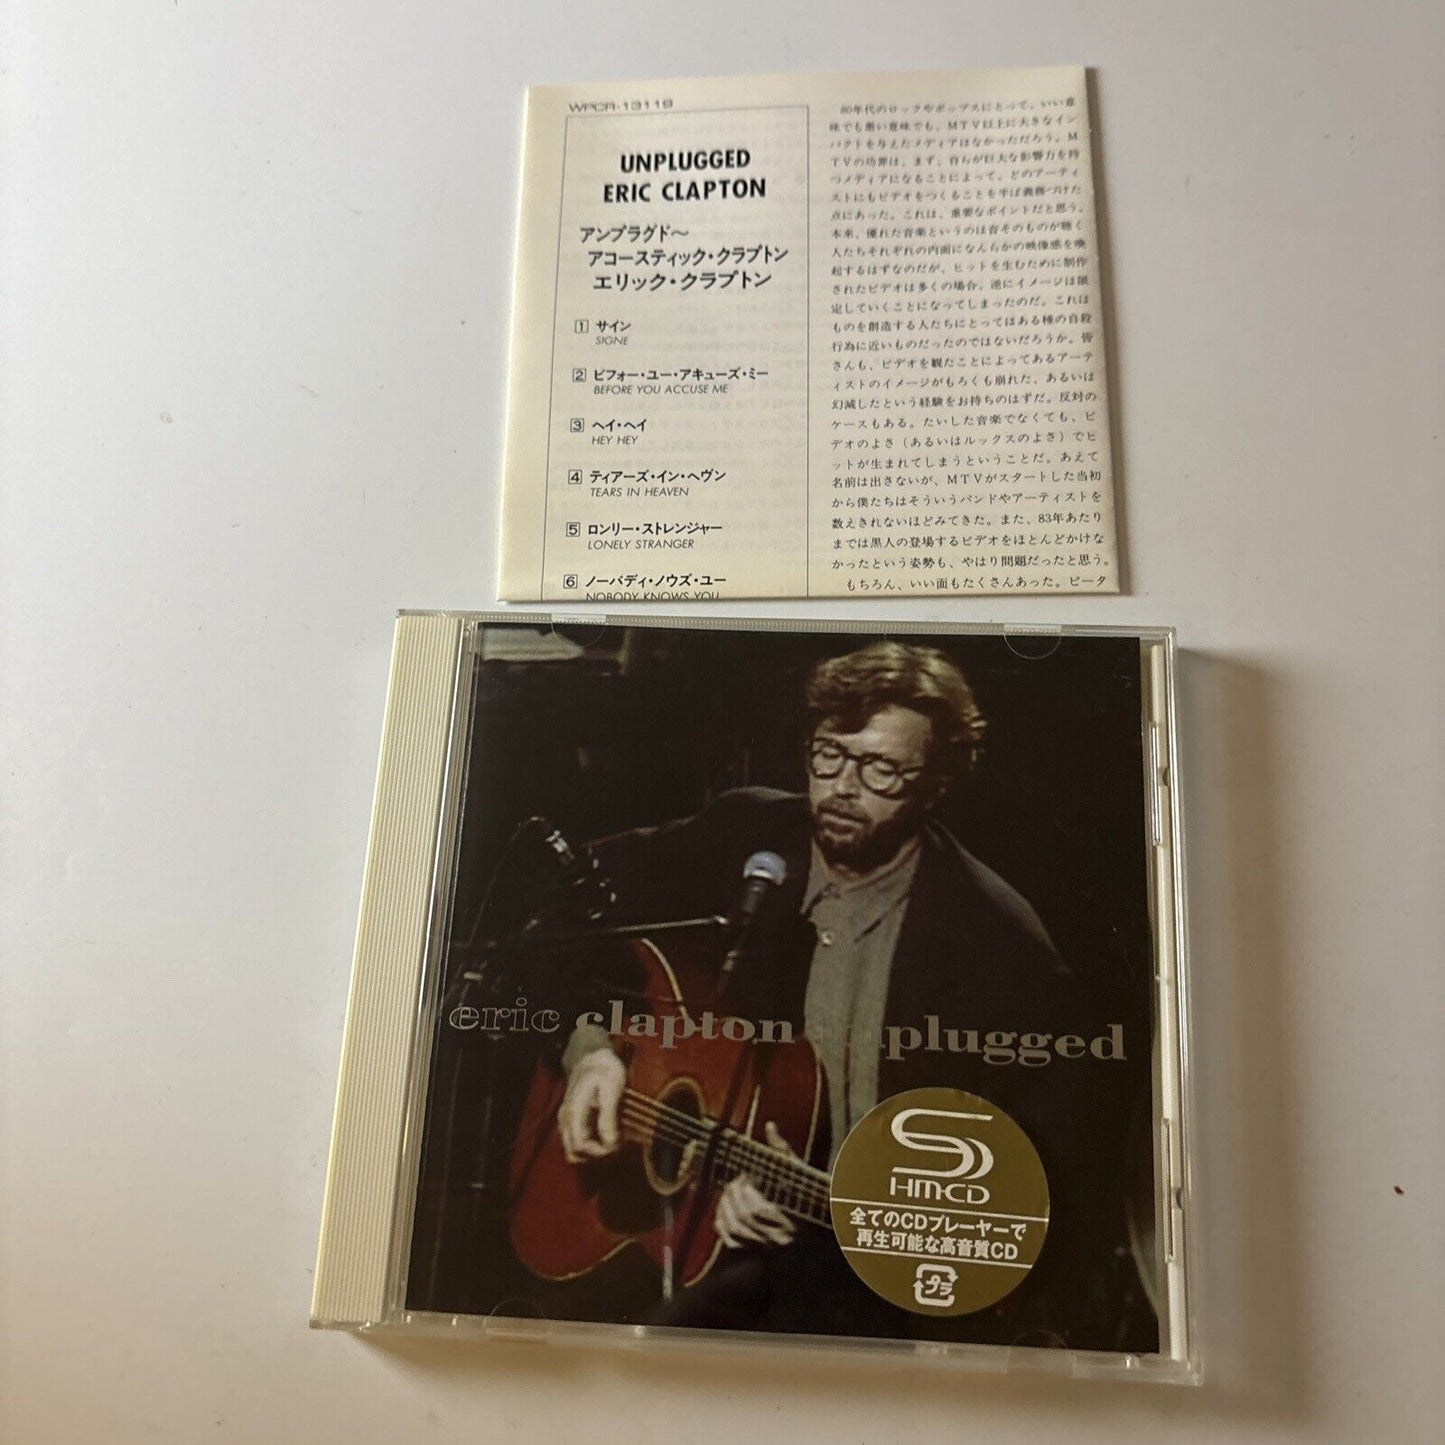 WPCR-13119
UNPLUGGED
ERIC CLAPTON
アンプラグド〜
アコースティック・クラプトン
エリック・クラプトン
1 サイン
SIGNE
2 ビフォー・ユー・アキューズ・ミー
BEFORE YOU ACCUSE ME
3 ヘイ・ヘイ
HEY HEY
4 ティアーズ・イン・ヘヴン
TEARS IN HEAVEN
5 ロンリー・ストレンジャー
LONELY STRANGER
6 ノーバディ・ノウズ・ユー
NOBODY KNOWS YOU
80年代のロックやポップスにとって、いい意
味でも悪い意味でも、MTV以上に大きなイン
パクトを与えたメディアはなかっただろう。M
TVの功罪は、まず、自らが巨大な影響力を持
つメディアになることによって、どのアーティ
ストにもビデオをつくることを半ば義務づけた
点にあった。これは、重要なポイントだと思う。
本来、優れた音楽というのは音そのものが聴く
人たちそれぞれの内面になんらかの映像感を喚
起するはずなのだが、ヒットを生むために制作
されたビデオは多くの場合、逆にイメージは限
定していくことになってしまったのだ。これは
ものを創造する人たちにとってはある種の自殺
行為に近いものだったのではないだろうか。皆
さんも、ビデオを観たことによってあるアーテ
ィストのイメージがもろくも崩れた、あるいは
幻滅したという経験をお持ちのはずだ。反対の
ケースもある。たいした音楽でなくても、ビ
デオのよさ（あるいはルックスのよさ）でヒ
ットが生まれてしまうということだ。あえて
名前は出さないが、MTVがスタートした当初
から僕たちはそういうバンドやアーティストを
数えきれないほどみてきた。また、83年あたり
までは黒人の登場するビデオをほとんどかけな
かったという姿勢も、やはり問題だったと思う。
もちろん、いい面もたくさんあった。ピータ
eric clapton unplugged
SHM-CD
全てのCDプレーヤーで
再生可能な高音質CD
プラ